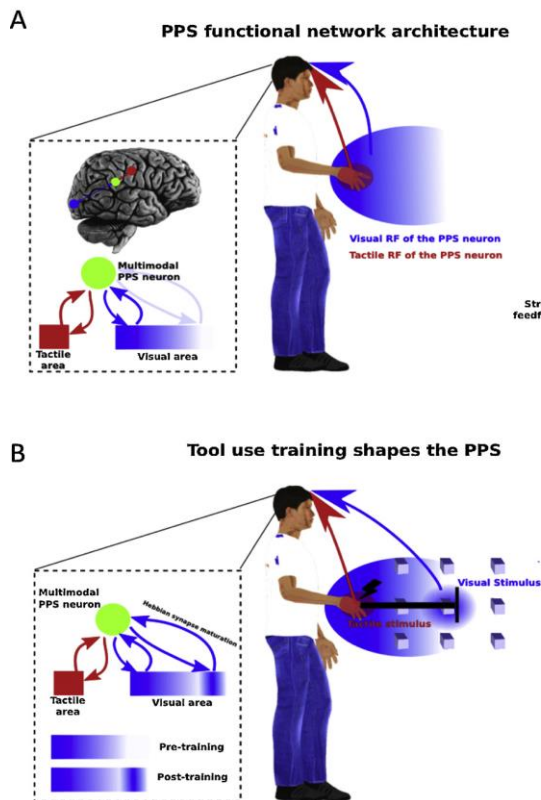 A
PPS functional network architecture
Visual RF of the PPS neuron
Tactile RF of the PPS neuron
Multimodal
PPS neuron
Tactile
area
Visual area
Str
feedf
B
Tool use training shapes the PPS
Visual Stimulus
Tactile stimulus
Multimodal
PPS neuron
Hebbian synapse maturation
Tactile
area
Visual area
Pre-training
Post-training